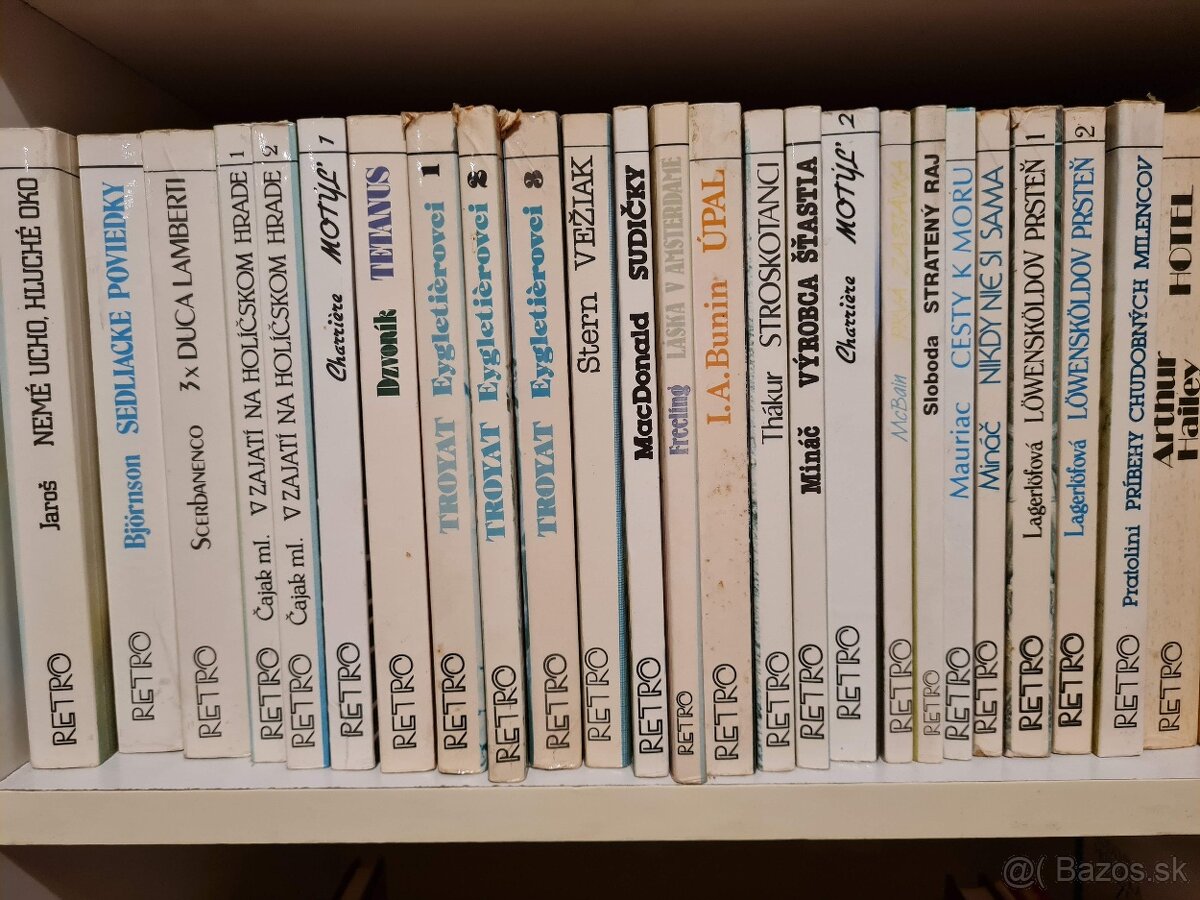 Jaroš NEMÉ UCHO, HLUCHÉ OKO
RETRO
Björnson SEDLIACKE POVIEDKY
RETRO
Scerbanenco 3x DUCA LAMBERTI
RETRO
Čajak ml. V ZAJATÍ NA HOLÍČSKOM HRADE 1
RETRO
Čajak ml. V ZAJATÍ NA HOLÍČSKOM HRADE 2
RETRO
Charrière MOTÝĽ' 1
RETRO
Dzvoník TETANUS
RETRO
TROYAT Eygletièrovci 1
RETRO
TROYAT Eygletièrovci 2
RETRO
TROYAT Eygletièrovci 3
RETRO
Stern VEŽIAK
RETRO
MacDonald SUDIČKY
RETRO
Freeling LÁSKA V AMSTERDAME
RETRO
I. A. Bunin ÚPAL
RETRO
Thákur STROSKOTANCI
RETRO
Mináč VÝROBCA ŠŤASTIA
RETRO
Charrière MOTÝĽ' 2
RETRO
McBain
RETRO
Sloboda STRATENÝ RAJ
RETRO
Mauriac CESTY K MORU
RETRO
Mináč NIKDY NIE SI SAMA
RETRO
Lagerlöfová LÖWENSKÖLDOV PRSTEŇ 1
RETRO
Lagerlöfová LÖWENSKÖLDOV PRSTEŇ 2
RETRO
Pratolini PRÍBEHY CHUDOBNÝCH MILENCOV
RETRO
Arthur Hailey HOTEL
RETRO
@( Bazos.sk